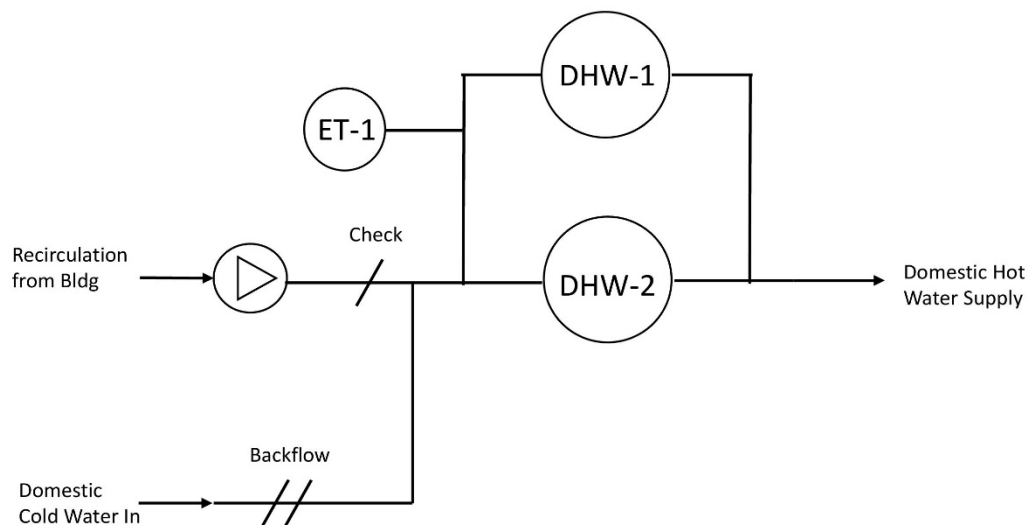 DHW-1
ET-1
Check
Recirculation
from Bldg
DHW-2
Domestic Hot
Water Supply
Backflow
Domestic
Cold Water In